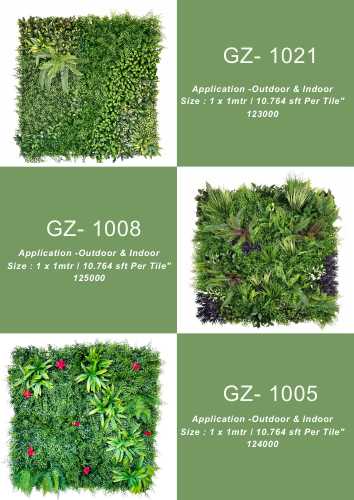 GZ- 1021
Application -Outdoor & Indoor
Size : 1 x 1mtr | 10.764 sft Per Tile"
123000
GZ- 1008
Application -Outdoor & Indoor
Size : 1 x 1mtr | 10.764 sft Per Tile"
125000
GZ- 1005
Application -Outdoor & Indoor
Size : 1 x 1mtr | 10.764 sft Per Tile"
124000